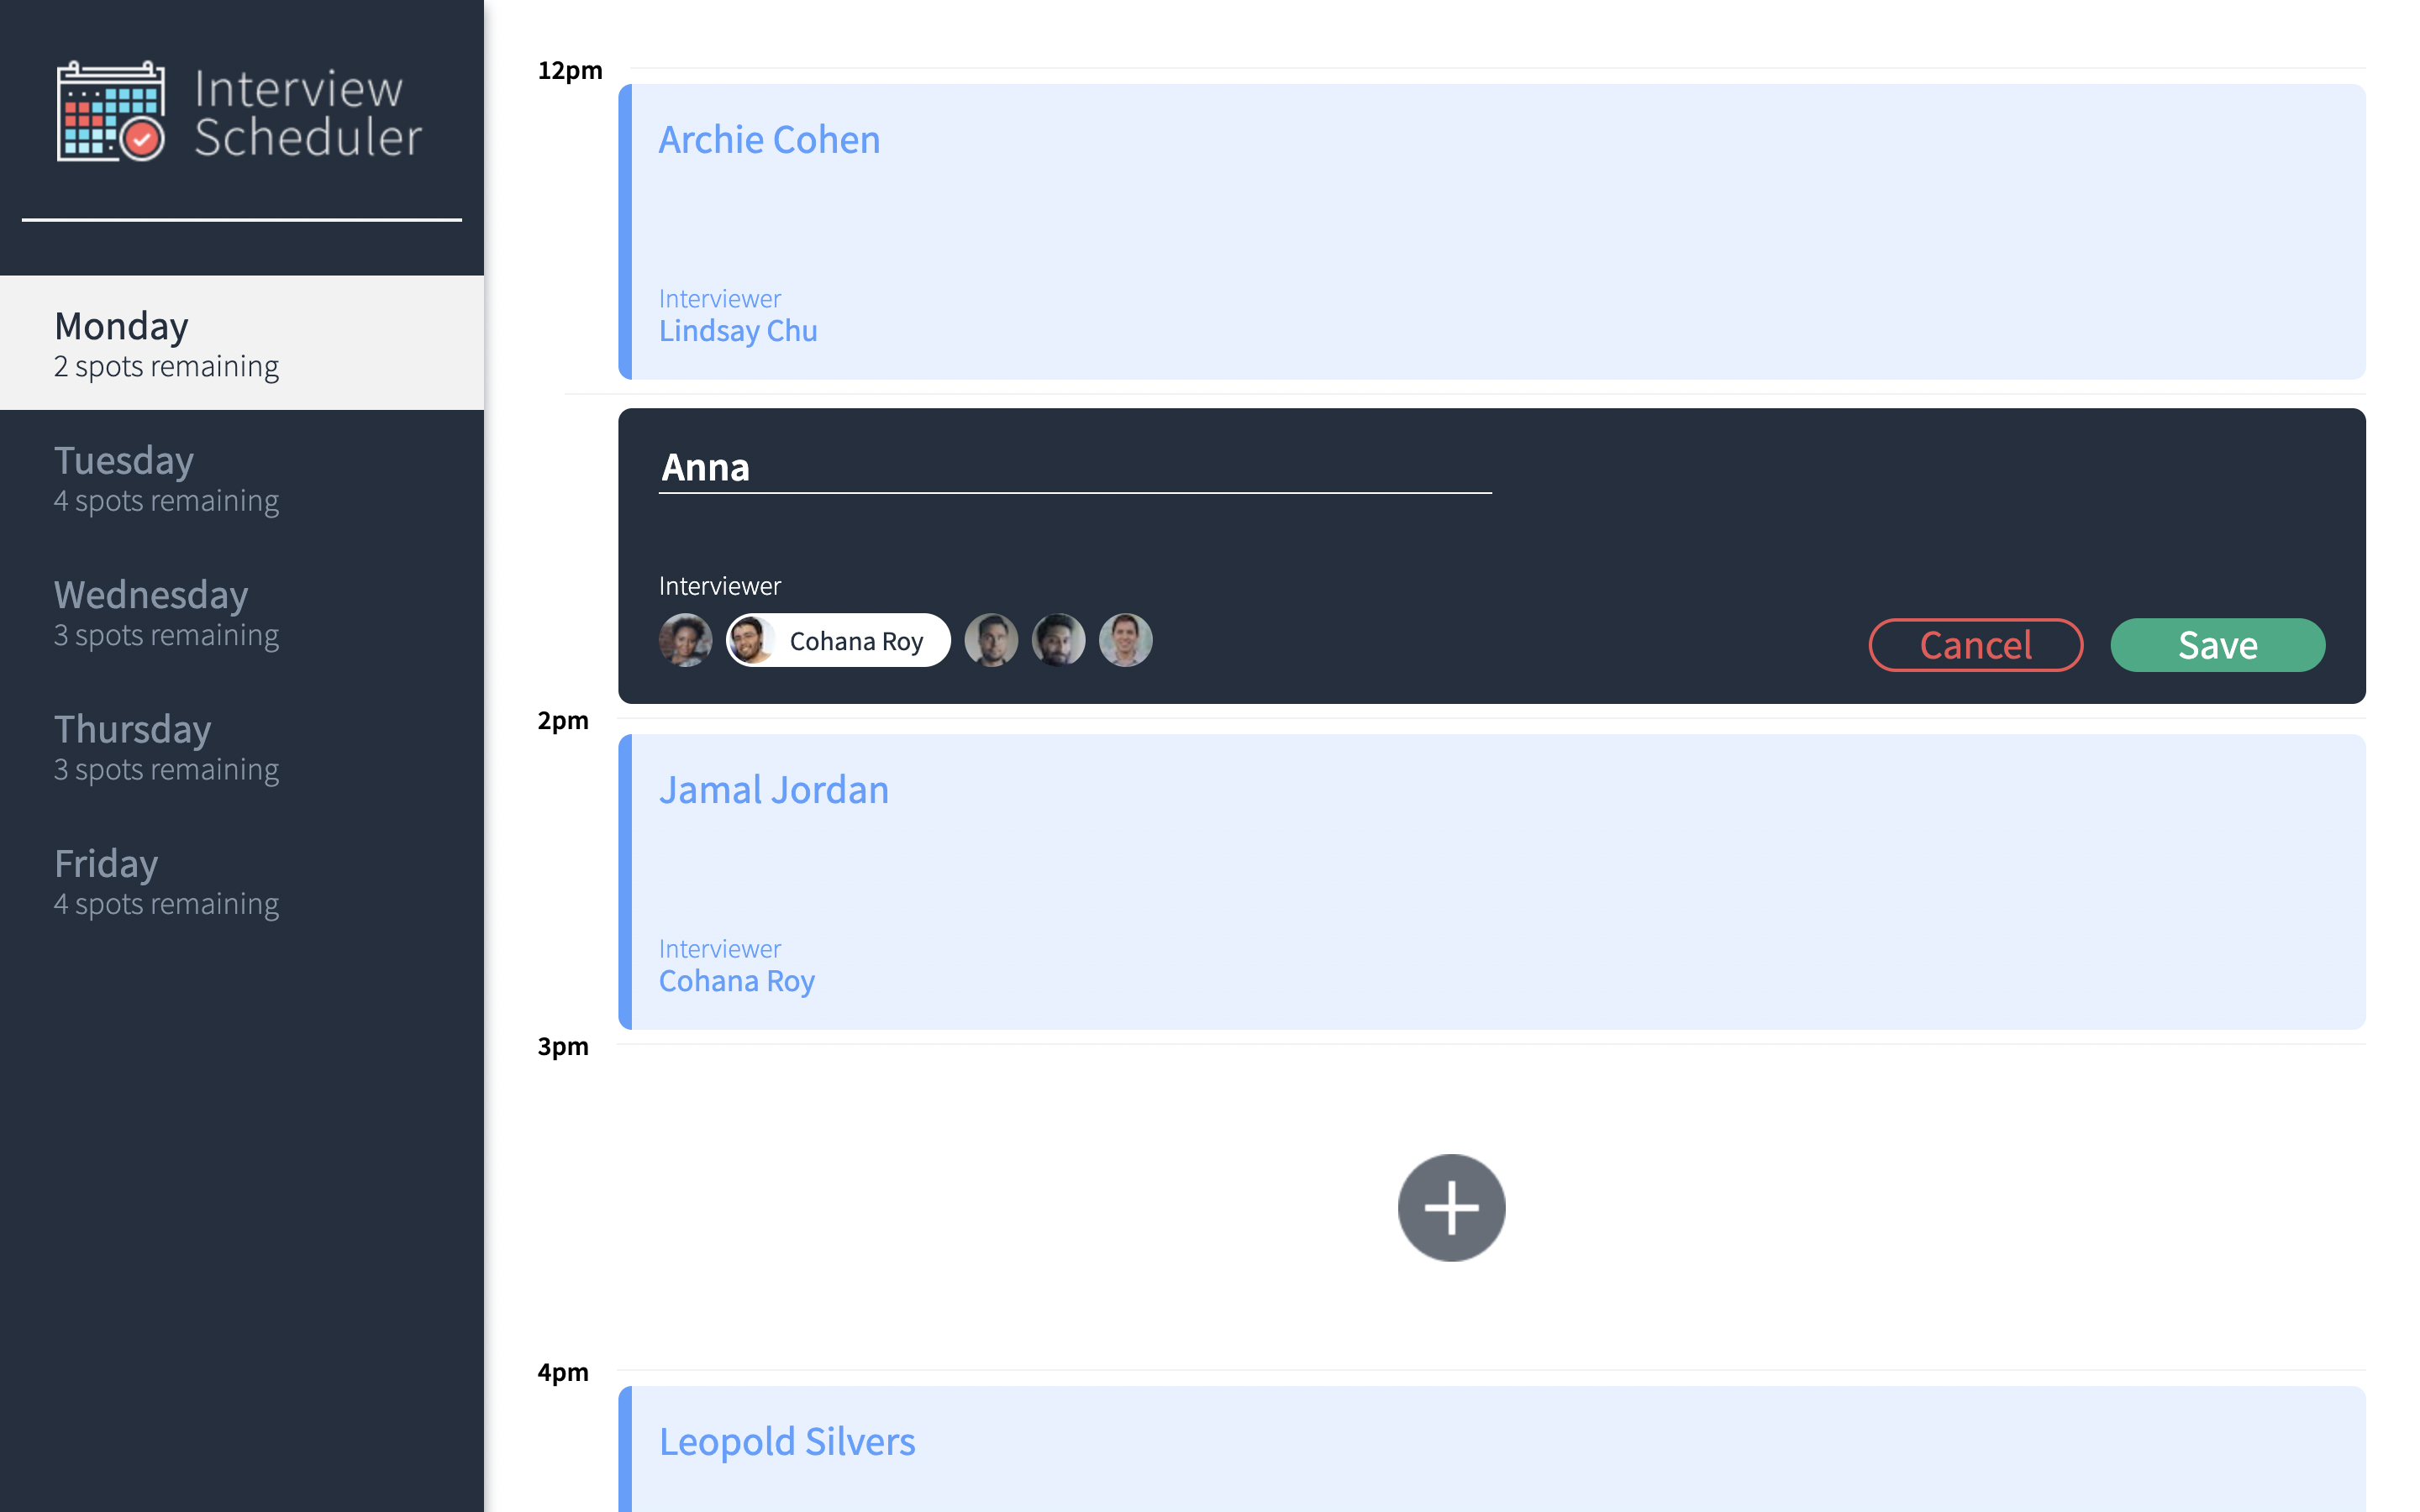 Interview
Scheduler
Monday
2 spots remaining
Tuesday
4 spots remaining
Wednesday
3 spots remaining
Thursday
3 spots remaining
Friday
4 spots remaining
12pm
Archie Cohen
Interviewer
Lindsay Chu
Anna
Interviewer
Cohana Roy
Cancel
Save
2pm
Jamal Jordan
Interviewer
Cohana Roy
3pm
4pm
Leopold Silvers